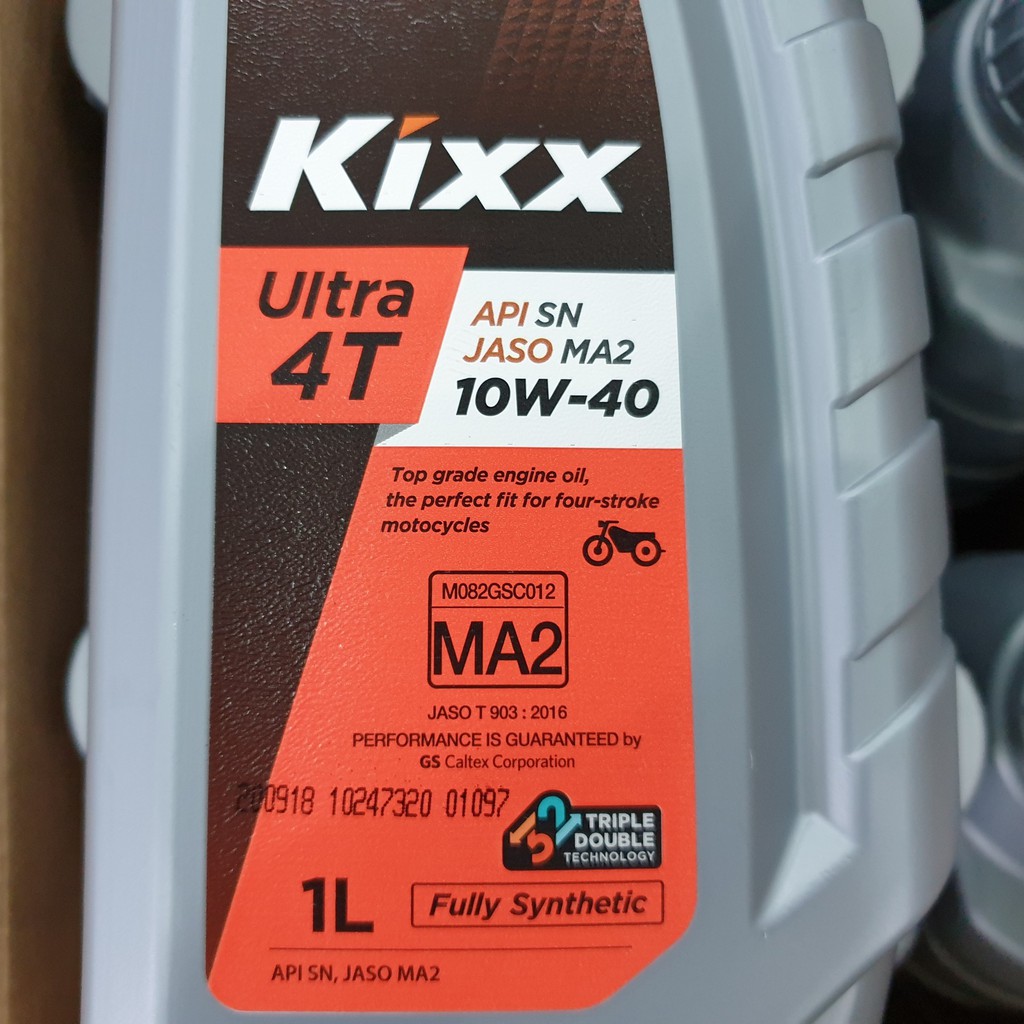 Kixx
Ultra
4T
API SN
JASO MA2
10W-40
Top grade engine oil,
the perfect fit for four-stroke
motocycles
M082GSC012
MA2
JASO T 903 : 2016
PERFORMANCE IS GUARANTEED by
GS Caltex Corporation
200918 10247320 01097
TRIPLE
DOUBLE
TECHNOLOGY
1L
Fully Synthetic
API SN, JASO MA2